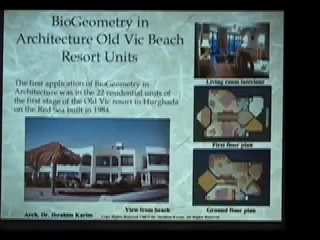 BioGeometry in
Architecture Old Vic Beach
Resort Units
The first application of BioGeometry in
Architecture was in the 22 residential units of
the first stage of the Old Vic resort in Hurghada
on the Red Sea built in 1984.
Living room interiour
First floor plan
View from beach
Ground floor plan
Arch. Dr. Ibrahim Karim